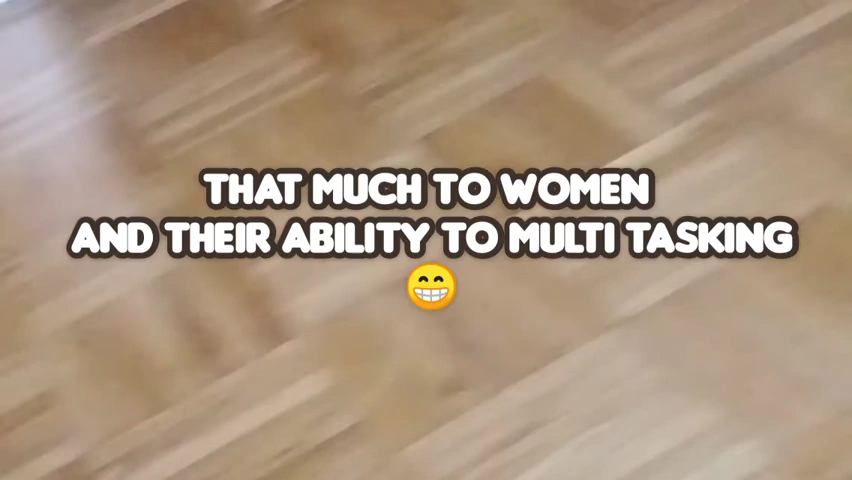 THAT MUCH TO WOMEN
AND THEIR ABILITY TO MULTI TASKING
😁